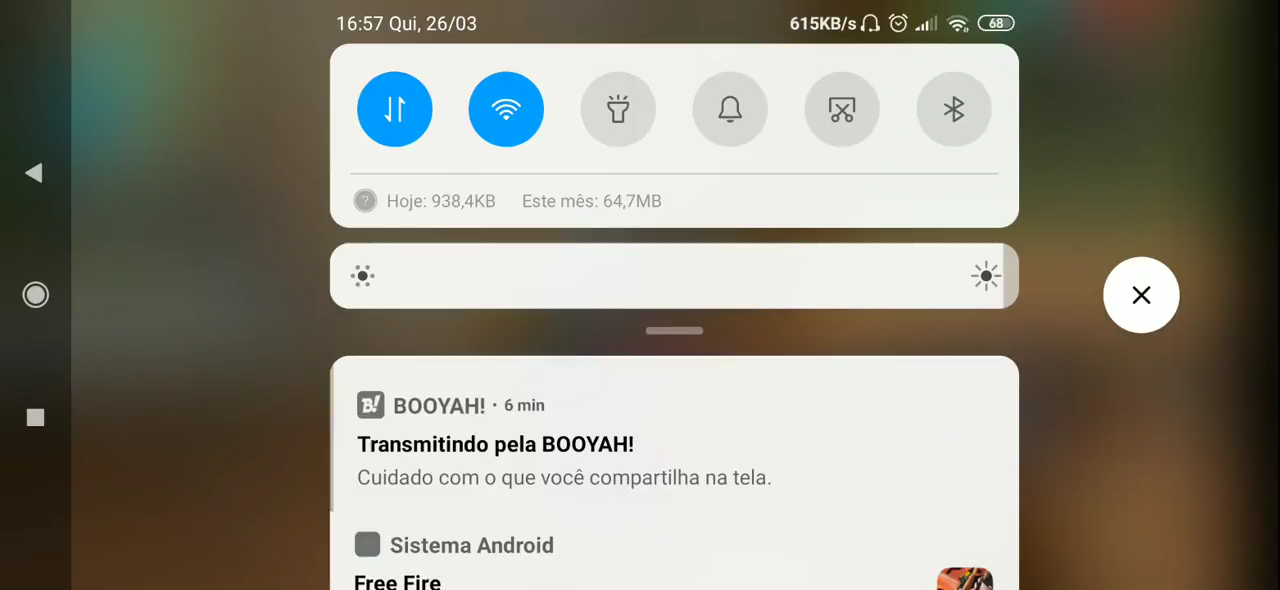 16:57 Qui, 26/03 615KB/s 68
Hoje: 938,4KB Este mês: 64,7MB
BOOYAH! · 6 min
Transmitindo pela BOOYAH!
Cuidado com o que você compartilha na tela.
Sistema Android
Free Fire